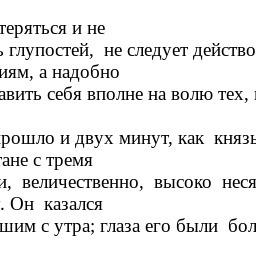 теряться и не
глупостей, не следует действо
иям, а надобно
авить себя вполне на волю тех,
рошло и двух минут, как князь
ане с тремя
и, величественно, высоко неся
. Он казался
шим с утра; глаза его были бол